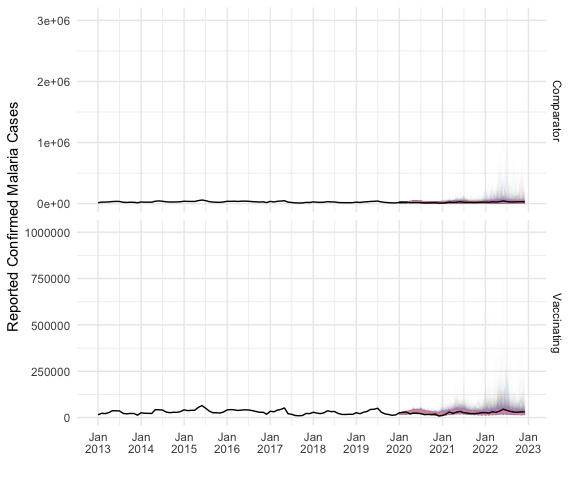 Reported Confirmed Malaria Cases
3e+06
2e+06
1e+06
0e+00
Comparator
1000000
750000
500000
250000
0
Vaccinating
Jan Jan Jan Jan Jan Jan Jan Jan Jan Jan Jan
2013 2014 2015 2016 2017 2018 2019 2020 2021 2022 2023